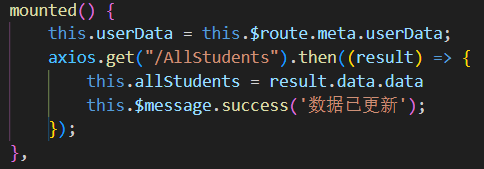 mounted() {
    this.userData = this.$route.meta.userData;
    axios.get("/AllStudents").then((result) => {
        this.allStudents = result.data.data
        this.$message.success('数据已更新');
    });
},